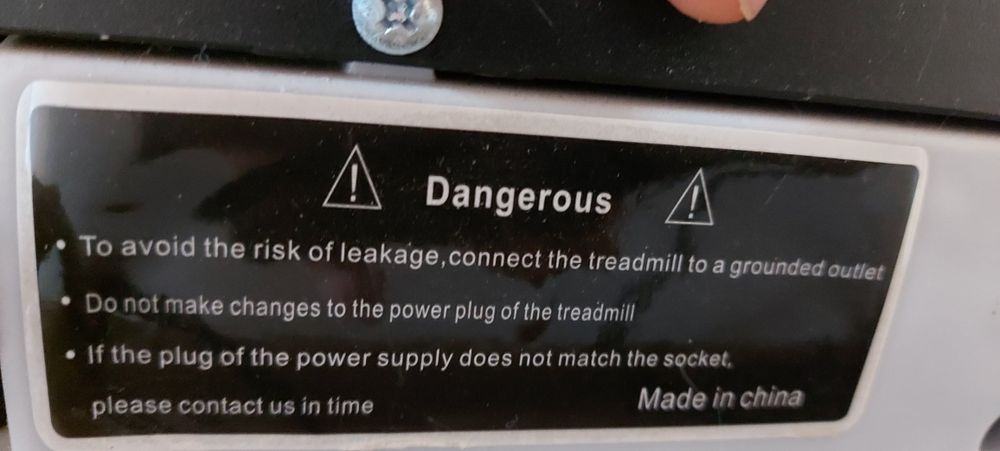 Dangerous
• To avoid the risk of leakage,connect the treadmill to a grounded outlet
• Do not make changes to the power plug of the treadmill
• If the plug of the power supply does not match the socket,
please contact us in time
Made in china